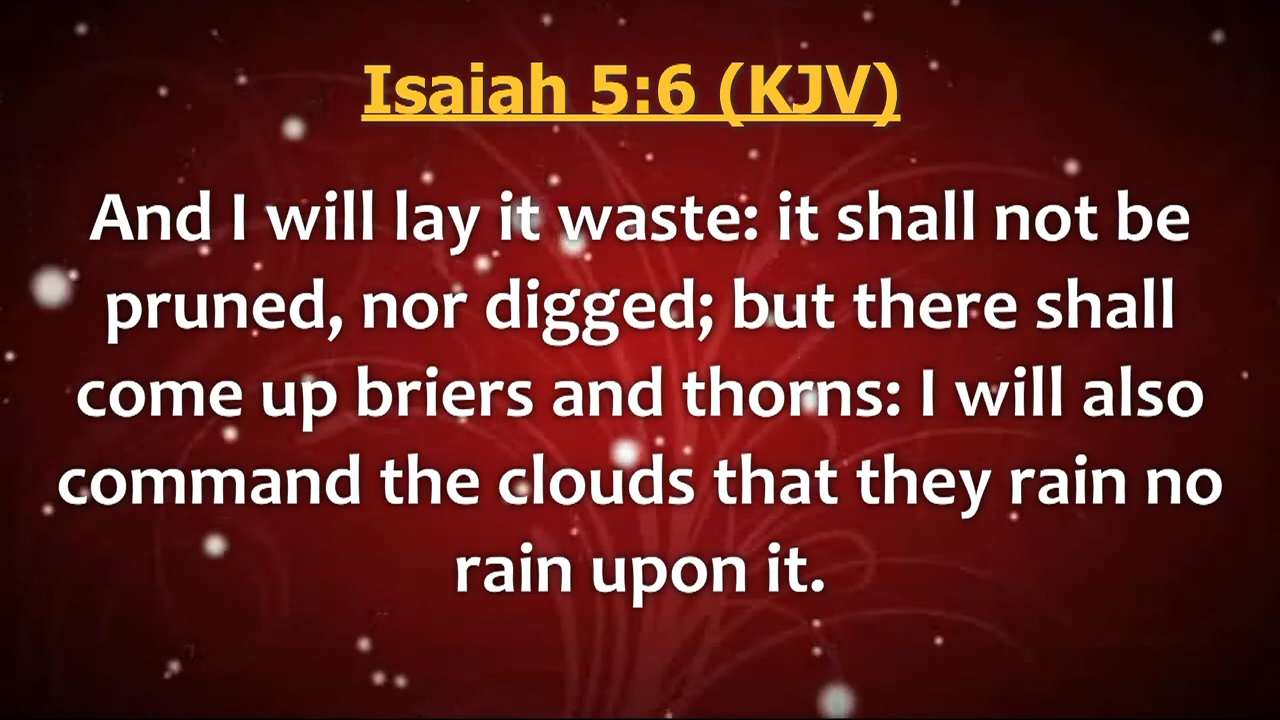 Isaiah 5:6 (KJV)
And I will lay it waste: it shall not be
pruned, nor digged; but there shall
come up briers and thorns: I will also
command the clouds that they rain no
rain upon it.